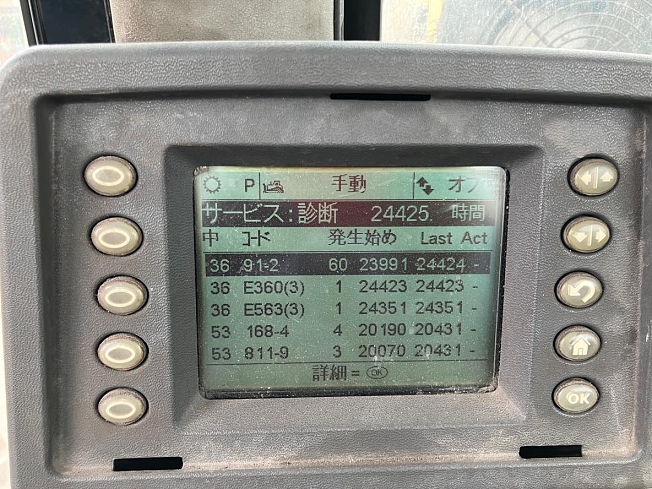 P 手動 オフ
サービス:診断 24425. 時間
中 コード 発生始め Last Act
36 91-2 60 23991 24424 -
36 E360(3) 1 24423 24423 -
36 E563(3) 1 24351 24351 -
53 168-4 4 20190 20431 -
53 811-9 3 20070 20431 -
詳細= OK
OK